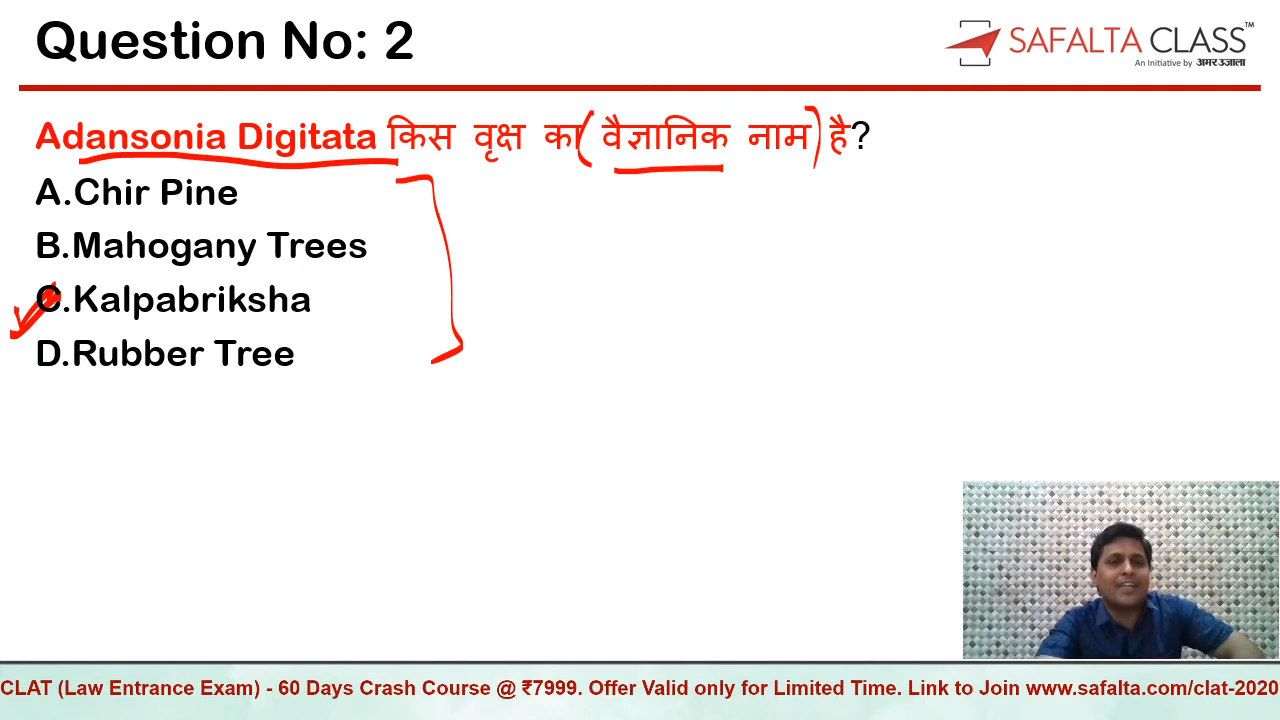 Question No: 2
SAFALTA CLASS™
An Initiative by अमर उजाला
Adansonia Digitata किस वृक्ष का ( वैज्ञानिक नाम ) है?
A.Chir Pine
B.Mahogany Trees
C.Kalpabriksha
D.Rubber Tree
CLAT (Law Entrance Exam) - 60 Days Crash Course @ ₹7999. Offer Valid only for Limited Time. Link to Join www.safalta.com/clat-2020